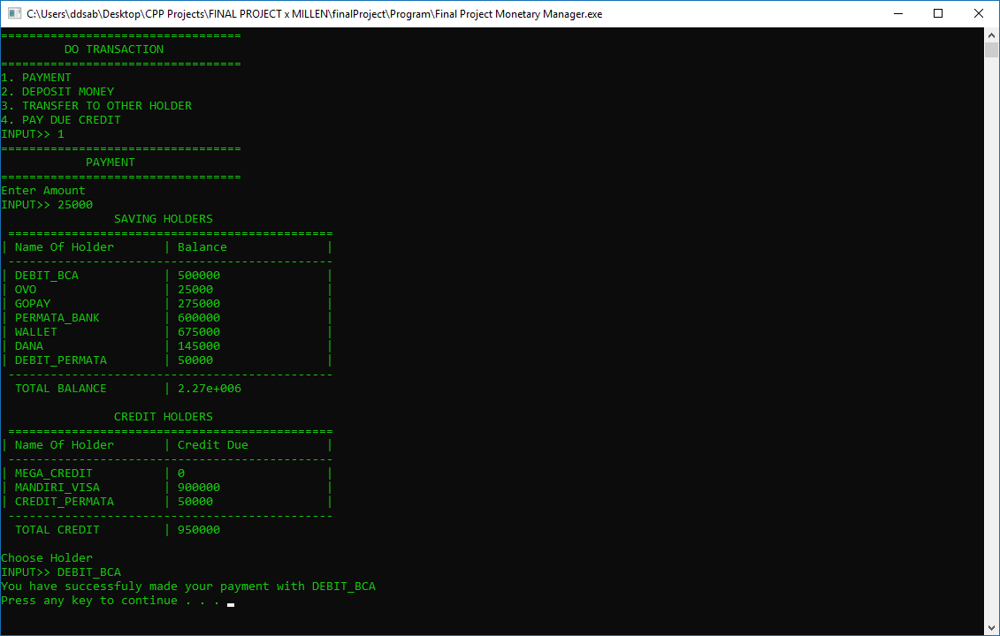 C:\Users\ddsab\Desktop\CPP Projects\FINAL PROJECT x MILLEN\finalProject\Program\Final Project Monetary Manager.exe
==================================
         DO TRANSACTION
==================================
1. PAYMENT
2. DEPOSIT MONEY
3. TRANSFER TO OTHER HOLDER
4. PAY DUE CREDIT
INPUT>> 1
==================================
            PAYMENT
==================================
Enter Amount
INPUT>> 25000
                SAVING HOLDERS
 ==============================================
| Name Of Holder       | Balance              |
 ----------------------------------------------
| DEBIT_BCA            | 500000               |
| OVO                  | 25000                |
| GOPAY                | 275000               |
| PERMATA_BANK         | 600000               |
| WALLET               | 675000               |
| DANA                 | 145000               |
| DEBIT_PERMATA        | 50000                |
 ----------------------------------------------
  TOTAL BALANCE        | 2.27e+006

                CREDIT HOLDERS
 ==============================================
| Name Of Holder       | Credit Due           |
 ----------------------------------------------
| MEGA_CREDIT          | 0                    |
| MANDIRI_VISA         | 900000               |
| CREDIT_PERMATA       | 50000                |
 ----------------------------------------------
  TOTAL CREDIT         | 950000

Choose Holder
INPUT>> DEBIT_BCA
You have successfuly made your payment with DEBIT_BCA
Press any key to continue . . .